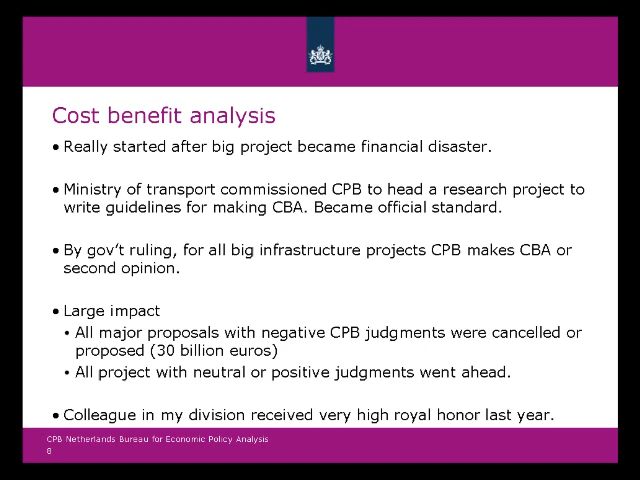 Cost benefit analysis
• Really started after big project became financial disaster.
• Ministry of transport commissioned CPB to head a research project to
write guidelines for making CBA. Became official standard.
• By gov't ruling, for all big infrastructure projects CPB makes CBA or
second opinion.
• Large impact
• All major proposals with negative CPB judgments were cancelled or
proposed (30 billion euros)
• All project with neutral or positive judgments went ahead.
• Colleague in my division received very high royal honor last year.
CPB Netherlands Bureau for Economic Policy Analysis
8